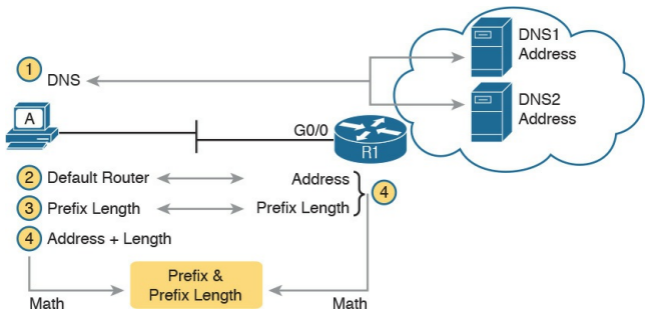 DNS1
Address
1 DNS
DNS2
Address
A
G0/0
R1
2 Default Router
Address
4
3 Prefix Length
Prefix Length
4 Address + Length
Prefix &
Prefix Length
Math
Math